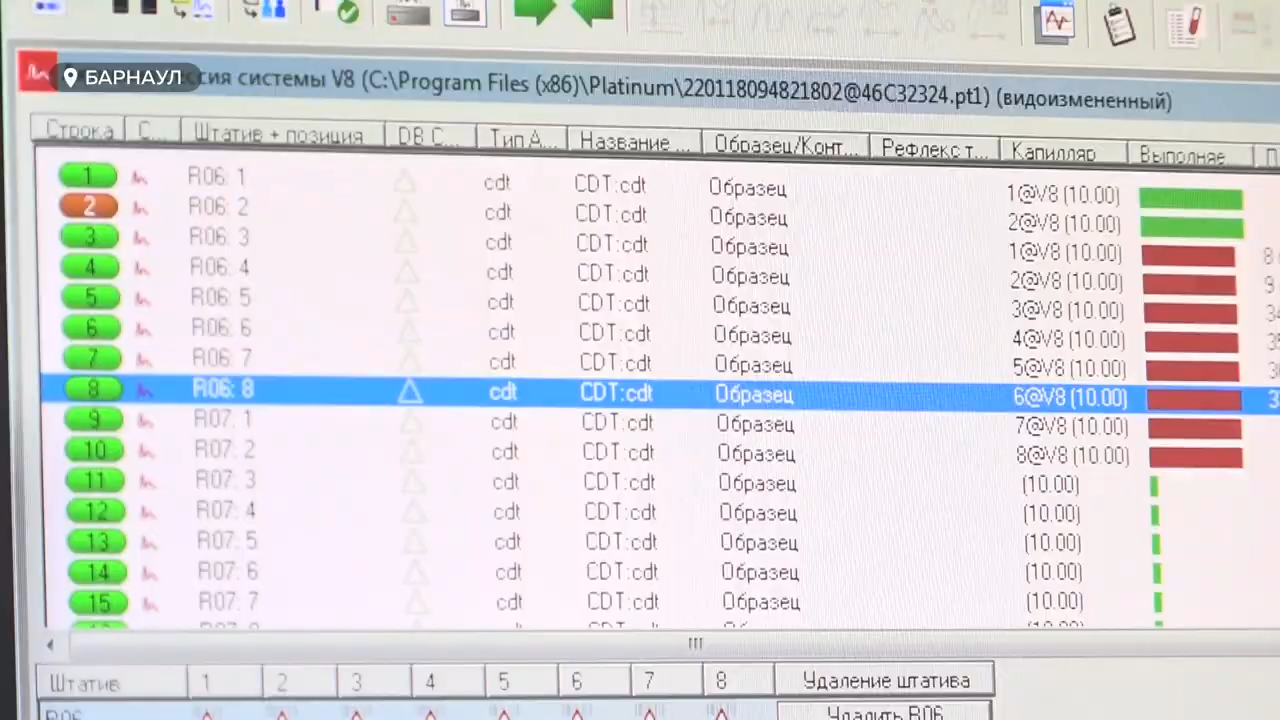 БАРНАУЛ
сия системы V8 (C:\Program Files (x86)\Platinum\220118094821802@46C32324.pt1) (видоизмененный)
Строка С... Штатив + позиция DB С... Тип А... Название ... Образец/Конт... Рефлекс т... Капилляр Выполняе
1 R06: 1 cdt CDT:cdt Образец 1@V8 (10.00)
2 R06: 2 cdt CDT:cdt Образец 2@V8 (10.00)
3 R06: 3 cdt CDT:cdt Образец 1@V8 (10.00) 8
4 R06: 4 cdt CDT:cdt Образец 2@V8 (10.00) 9
5 R06: 5 cdt CDT:cdt Образец 3@V8 (10.00)
6 R06: 6 cdt CDT:cdt Образец 4@V8 (10.00)
7 R06: 7 cdt CDT:cdt Образец 5@V8 (10.00)
8 R06: 8 cdt CDT:cdt Образец 6@V8 (10.00)
9 R07: 1 cdt CDT:cdt Образец 7@V8 (10.00)
10 R07: 2 cdt CDT:cdt Образец 8@V8 (10.00)
11 R07: 3 cdt CDT:cdt Образец (10.00)
12 R07: 4 cdt CDT:cdt Образец (10.00)
13 R07: 5 cdt CDT:cdt Образец (10.00)
14 R07: 6 cdt CDT:cdt Образец (10.00)
15 R07: 7 cdt CDT:cdt Образец (10.00)
Штатив 1 2 3 4 5 6 7 8 Удаление штатива
R06 Удалить R06